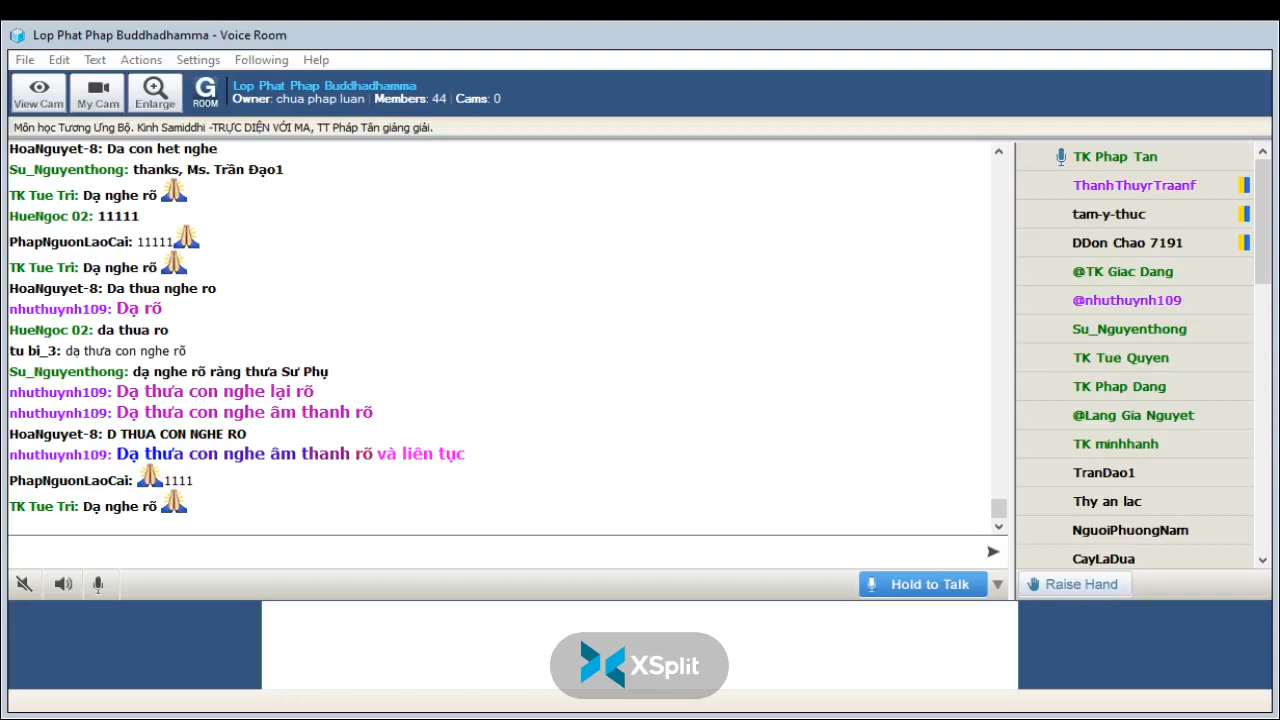 Lop Phat Phap Buddhadhamma - Voice Room
File Edit Text Actions Settings Following Help
View Cam My Cam Enlarge G ROOM
Lop Phat Phap Buddhadhamma
Owner: chua phap luan | Members: 44 | Cams: 0
Môn học Tương Ưng Bộ. Kinh Samiddhi -TRỰC DIỆN VỚI MA, TT Pháp Tân giảng giải.
HoaNguyet-8: Da con het nghe
Su_Nguyenthong: thanks, Ms. Trần Đạo1
TK Tue Tri: Dạ nghe rõ
HueNgoc 02: 11111
PhapNguonLaoCai: 11111
TK Tue Tri: Dạ nghe rõ
HoaNguyet-8: Da thua nghe ro
nhuthuynh109: Dạ rõ
HueNgoc 02: da thua ro
tu bi_3: dạ thưa con nghe rõ
Su_Nguyenthong: dạ nghe rõ ràng thưa Sư Phụ
nhuthuynh109: Dạ thưa con nghe lại rõ
nhuthuynh109: Dạ thưa con nghe âm thanh rõ
HoaNguyet-8: D THUA CON NGHE RO
nhuthuynh109: Dạ thưa con nghe âm thanh rõ và liên tục
PhapNguonLaoCai: 1111
TK Tue Tri: Dạ nghe rõ
TK Phap Tan
ThanhThuyrTraanf
tam-y-thuc
DDon Chao 7191
@TK Giac Dang
@nhuthuynh109
Su_Nguyenthong
TK Tue Quyen
TK Phap Dang
@Lang Gia Nguyet
TK minhhanh
TranDao1
Thy an lac
NguoiPhuongNam
CayLaDua
Hold to Talk
Raise Hand
XSplit